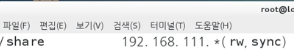 root@lo
파일(F) 편집(E) 보기(V) 검색(S) 터미널(T) 도움말(H)
/share 192.168.111.*(rw,sync)